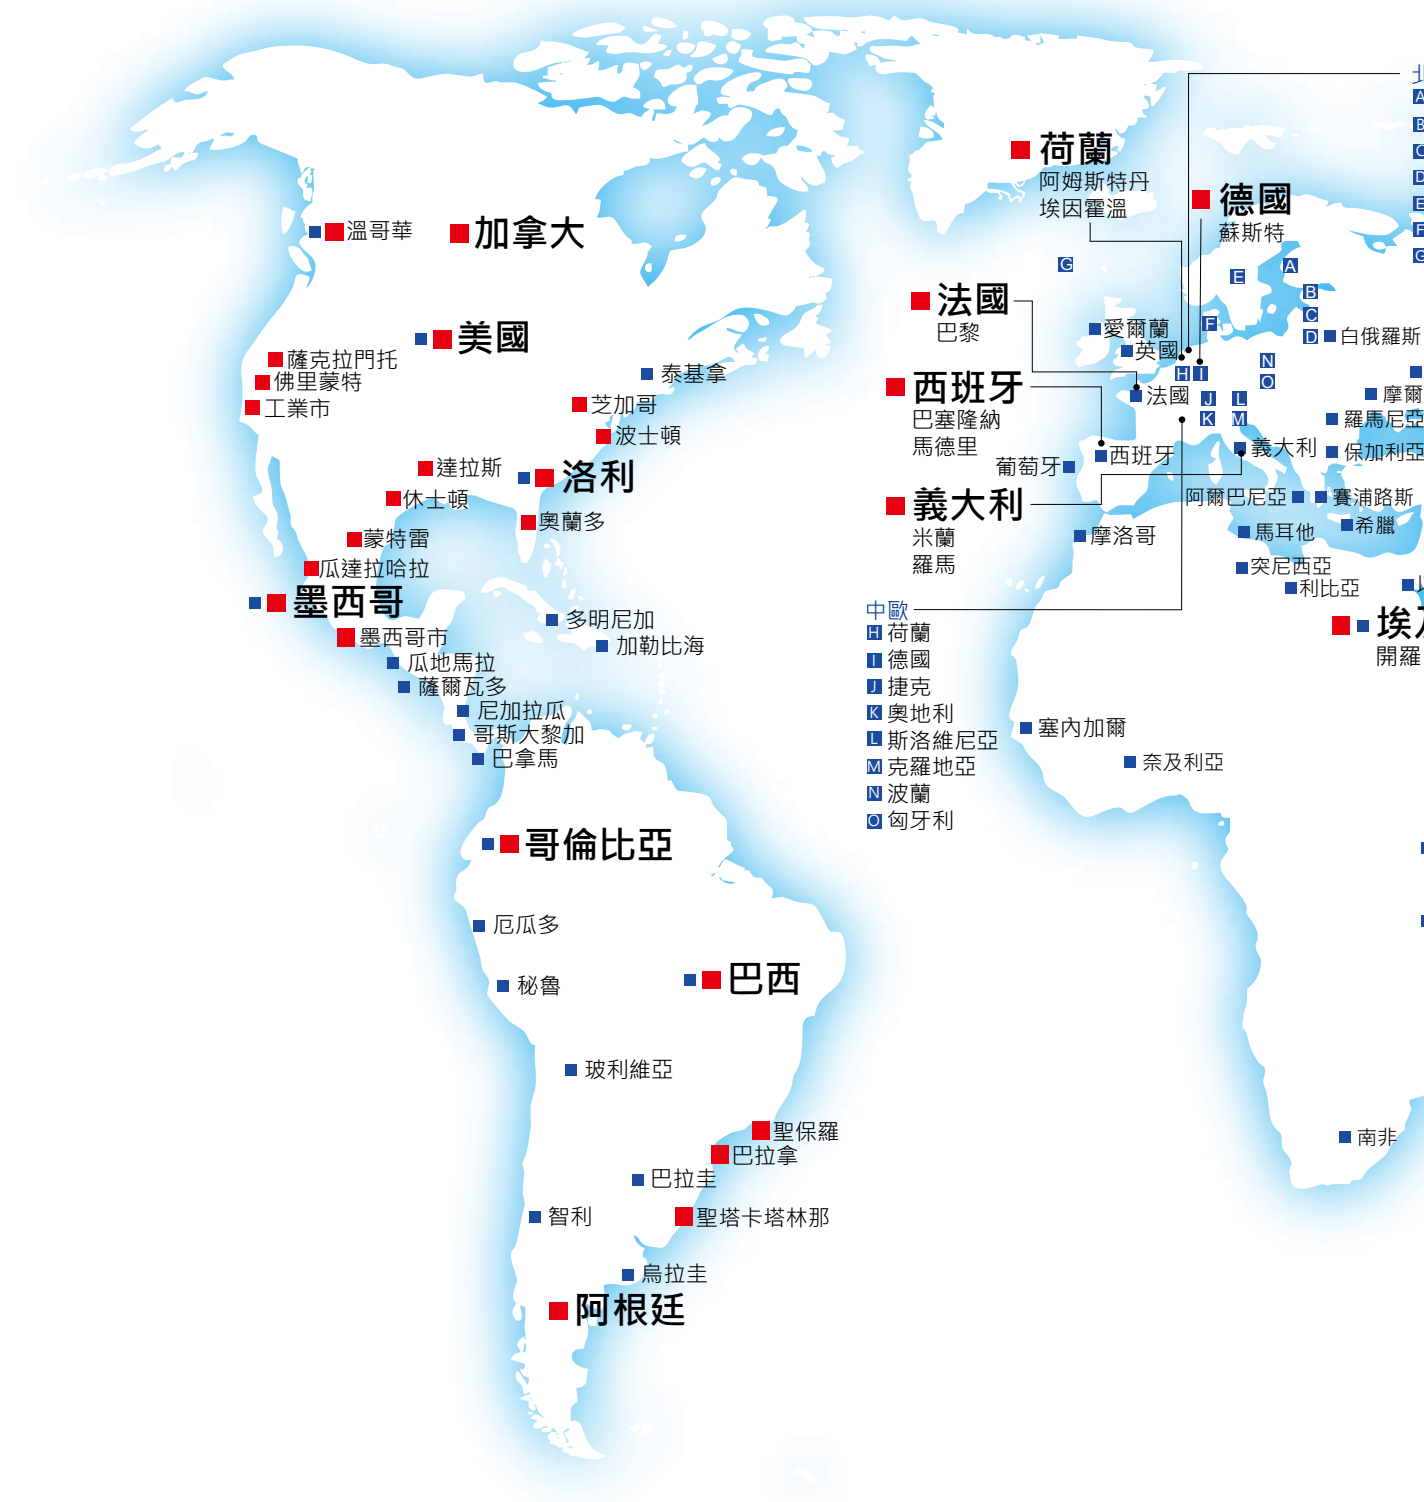 溫哥華
加拿大
美國
薩克拉門托
佛里蒙特
工業市
泰基拿
芝加哥
波士頓
達拉斯
洛利
休士頓
奧蘭多
蒙特雷
瓜達拉哈拉
墨西哥
墨西哥市
多明尼加
加勒比海
瓜地馬拉
薩爾瓦多
尼加拉瓜
哥斯大黎加
巴拿馬
哥倫比亞
厄瓜多
巴西
秘魯
玻利維亞
聖保羅
巴拉拿
巴拉圭
智利
聖塔卡塔林那
烏拉圭
阿根廷
荷蘭
阿姆斯特丹
埃因霍溫
德國
蘇斯特
法國
巴黎
西班牙
巴塞隆納
馬德里
義大利
米蘭
羅馬
中歐
H 荷蘭
I 德國
J 捷克
K 奧地利
L 斯洛維尼亞
M 克羅地亞
N 波蘭
O 匈牙利
A
B
C
D
E
F
G
G
E
A
B
F
C
D
白俄羅斯
愛爾蘭
英國
N
O
H I
J
L
K
M
法國
摩爾
羅馬尼亞
保加利亞
義大利
西班牙
葡萄牙
阿爾巴尼亞
賽浦路斯
希臘
馬耳他
摩洛哥
突尼西亞
利比亞
開羅
塞內加爾
奈及利亞
南非